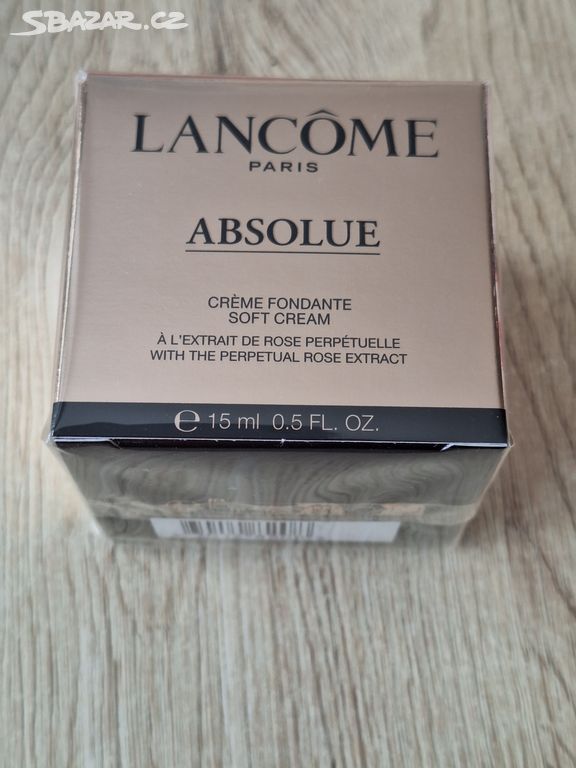 SBAZAR.CZ
LANCÔME
PARIS
ABSOLUE
CRÈME FONDANTE
SOFT CREAM
À L'EXTRAIT DE ROSE PERPÉTUELLE
WITH THE PERPETUAL ROSE EXTRACT
℮ 15 ml 0.5 FL. OZ.